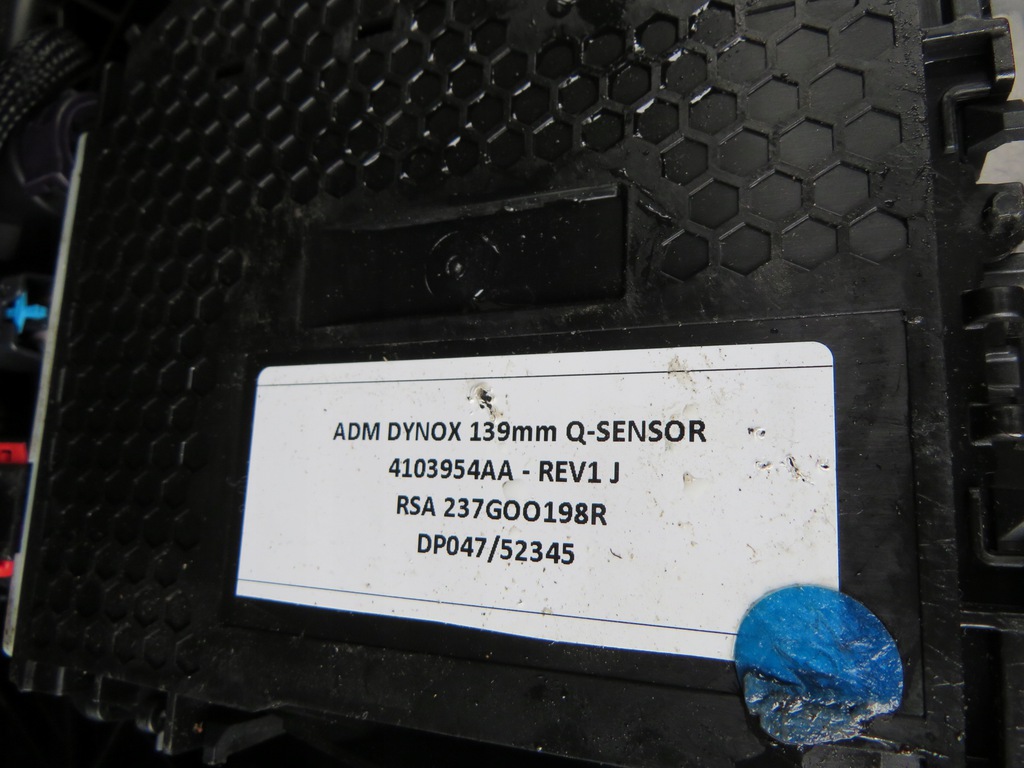 ADM DYNOX 139mm Q-SENSOR
4103954AA - REV1 J
RSA 237GOO198R
DP047/52345